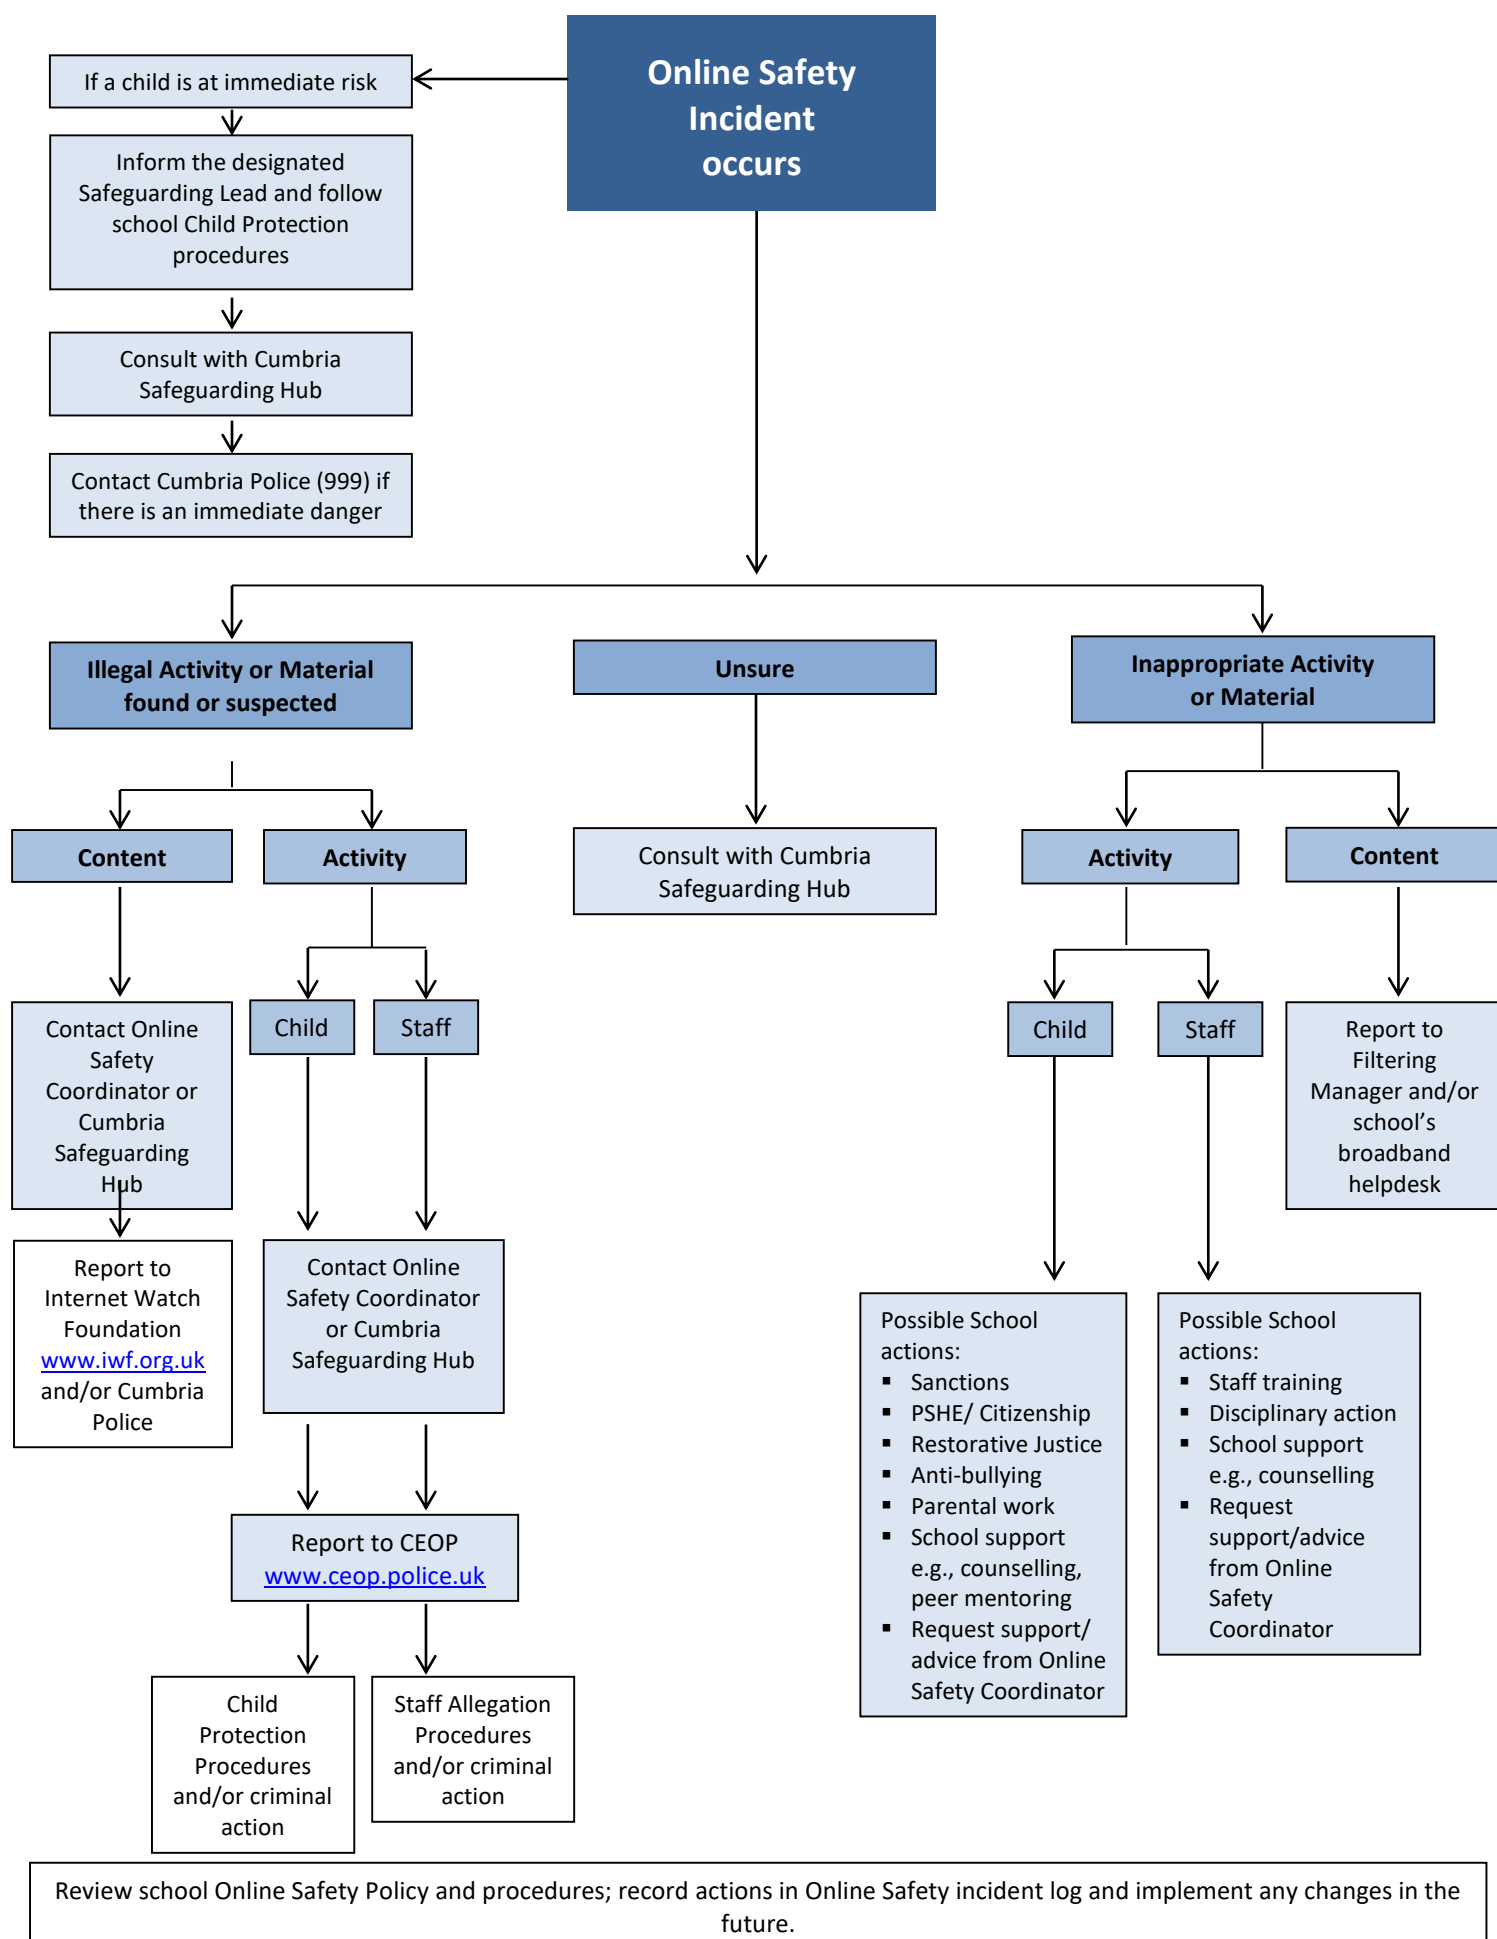 Online Safety
Incident
occurs
If a child is at immediate risk
Inform the designated
Safeguarding Lead and follow
school Child Protection
procedures
Consult with Cumbria
Safeguarding Hub
Contact Cumbria Police (999) if
there is an immediate danger
Illegal Activity or Material
found or suspected
Unsure
Inappropriate Activity
or Material
Content
Activity
Consult with Cumbria
Safeguarding Hub
Activity
Content
Contact Online
Safety
Coordinator or
Cumbria
Safeguarding
Hub
Child
Staff
Child
Staff
Report to
Filtering
Manager and/or
school’s
broadband
helpdesk
Report to
Internet Watch
Foundation
www.iwf.org.uk
and/or Cumbria
Police
Contact Online
Safety Coordinator
or Cumbria
Safeguarding Hub
Possible School
actions:
▪ Sanctions
▪ PSHE/ Citizenship
▪ Restorative Justice
▪ Anti-bullying
▪ Parental work
▪ School support
e.g., counselling,
peer mentoring
▪ Request support/
advice from Online
Safety Coordinator
Possible School
actions:
▪ Staff training
▪ Disciplinary action
▪ School support
e.g., counselling
▪ Request
support/advice
from Online
Safety
Coordinator
Report to CEOP
www.ceop.police.uk
Child
Protection
Procedures
and/or criminal
action
Staff Allegation
Procedures
and/or criminal
action
Review school Online Safety Policy and procedures; record actions in Online Safety incident log and implement any changes in the
future.